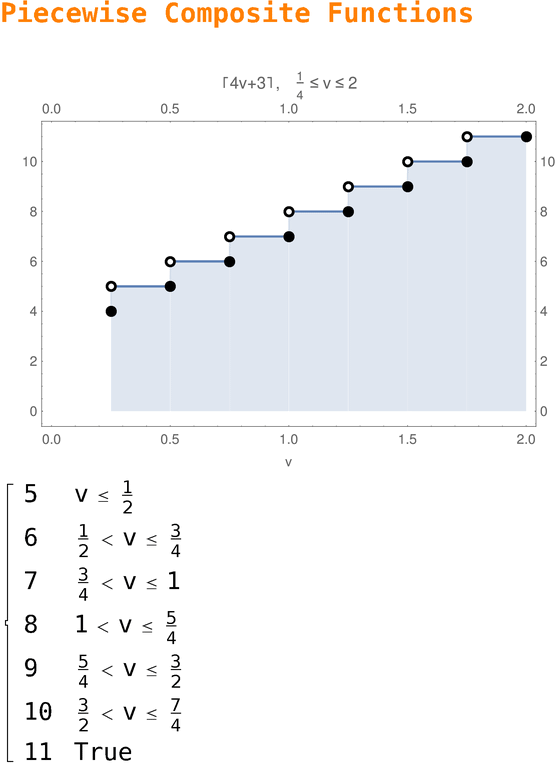 Piecewise Composite Functions
⌈4v+3⌉, 1/4 ≤ v ≤ 2
0.0 0.5 1.0 1.5 2.0
10 10
8 8
6 6
4 4
2 2
0 0
0.0 0.5 1.0 1.5 2.0
v
5 v ≤ 1/2
6 1/2 < v ≤ 3/4
7 3/4 < v ≤ 1
8 1 < v ≤ 5/4
9 5/4 < v ≤ 3/2
10 3/2 < v ≤ 7/4
11 True